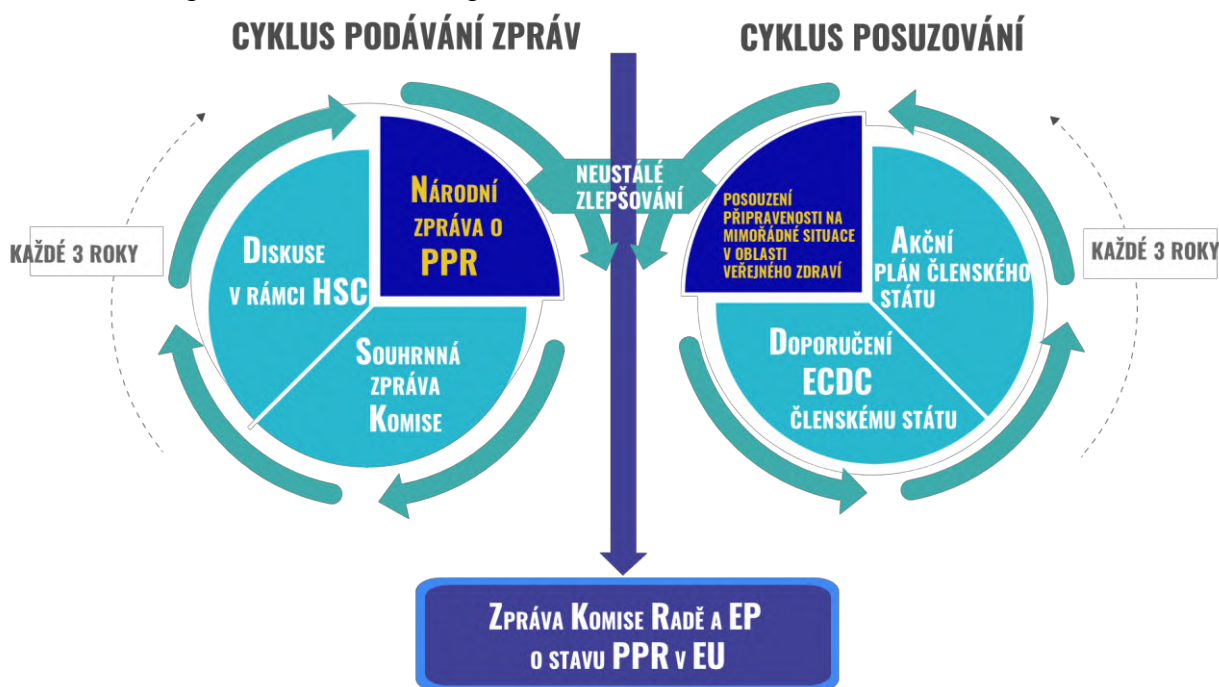 CYKLUS PODÁVÁNÍ ZPRÁV
CYKLUS POSUZOVÁNÍ
NEUSTÁLÉ
ZLEPŠOVÁNÍ
KAŽDÉ 3 ROKY
NÁRODNÍ
ZPRÁVA O
PPR
DISKUSE
V RÁMCI HSC
SOUHRNNÁ
ZPRÁVA
KOMISE
POSOUZENÍ
PŘIPRAVENOSTI NA
MIMOŘÁDNÉ SITUACE
V OBLASTI
VEŘEJNÉHO ZDRAVÍ
AKČNÍ
PLÁN ČLENSKÉHO
STÁTU
DOPORUČENÍ
ECDC
ČLENSKÉMU STÁTU
KAŽDÉ 3 ROKY
ZPRÁVA KOMISE RADĚ A EP
O STAVU PPR V EU